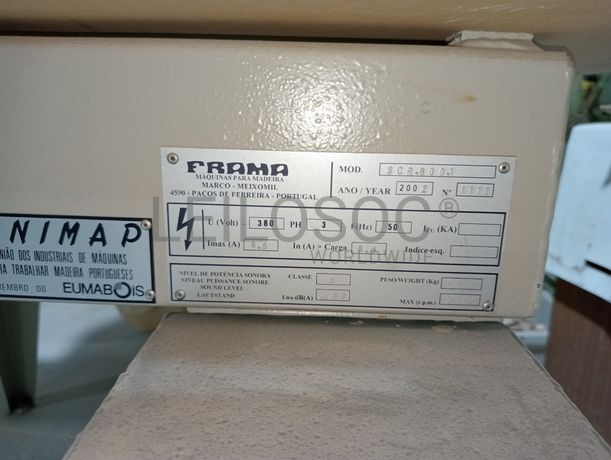 FRAMA
MÁQUINAS PARA MADEIRA
MARCO - MEIXOMIL
4590 - PAÇOS DE FERREIRA - PORTUGAL
MOD.
ANO / YEAR 2002 Nº
U (Volt) 380 PH 3 F(Hz) 50 Icc (KA)
Imax (A) In (A) > Carga Indice esq.
NIVEL DE POTÊNCIA SONORA
NIVEAU PUISSANCE SONORE
SOUND LEVEL
LAUTSTAND
CLASSE
Lwa dB(A)
PESO/WEIGHT (Kg)
MAX (r.p.m.)
NIMAP
NIÃO DOS INDUSTRIAIS DE MÁQUINAS
RA TRABALHAR MADEIRA PORTUGUESES
EMBRO DO EUMABOIS
LEILOSOC®
WORLDWIDE